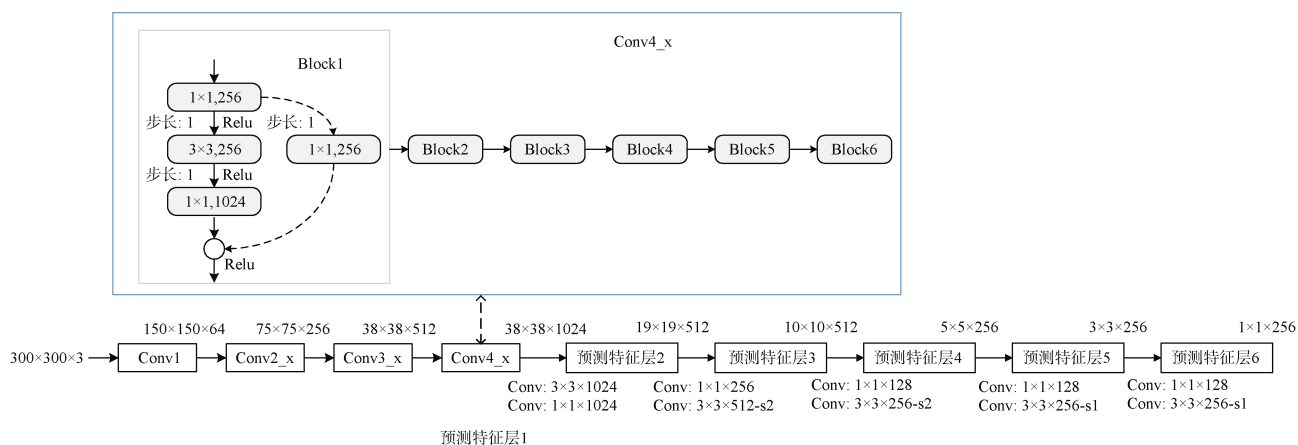 Conv4_x
Block1
1×1,256
步长: 1
Relu
步长: 1
3×3,256
1×1,256
Block2
Block3
Block4
Block5
Block6
步长: 1
Relu
1×1,1024
Relu
150×150×64
75×75×256
38×38×512
38×38×1024
19×19×512
10×10×512
5×5×256
3×3×256
1×1×256
300×300×3
Conv1
Conv2_x
Conv3_x
Conv4_x
预测特征层2
预测特征层3
预测特征层4
预测特征层5
预测特征层6
Conv: 3×3×1024
Conv: 1×1×1024
Conv: 1×1×256
Conv: 3×3×512-s2
Conv: 1×1×128
Conv: 3×3×256-s2
Conv: 1×1×128
Conv: 3×3×256-s1
Conv: 1×1×128
Conv: 3×3×256-s1
预测特征层1